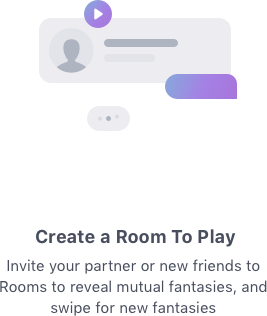 Create a Room To Play
Invite your partner or new friends to
Rooms to reveal mutual fantasies, and
swipe for new fantasies